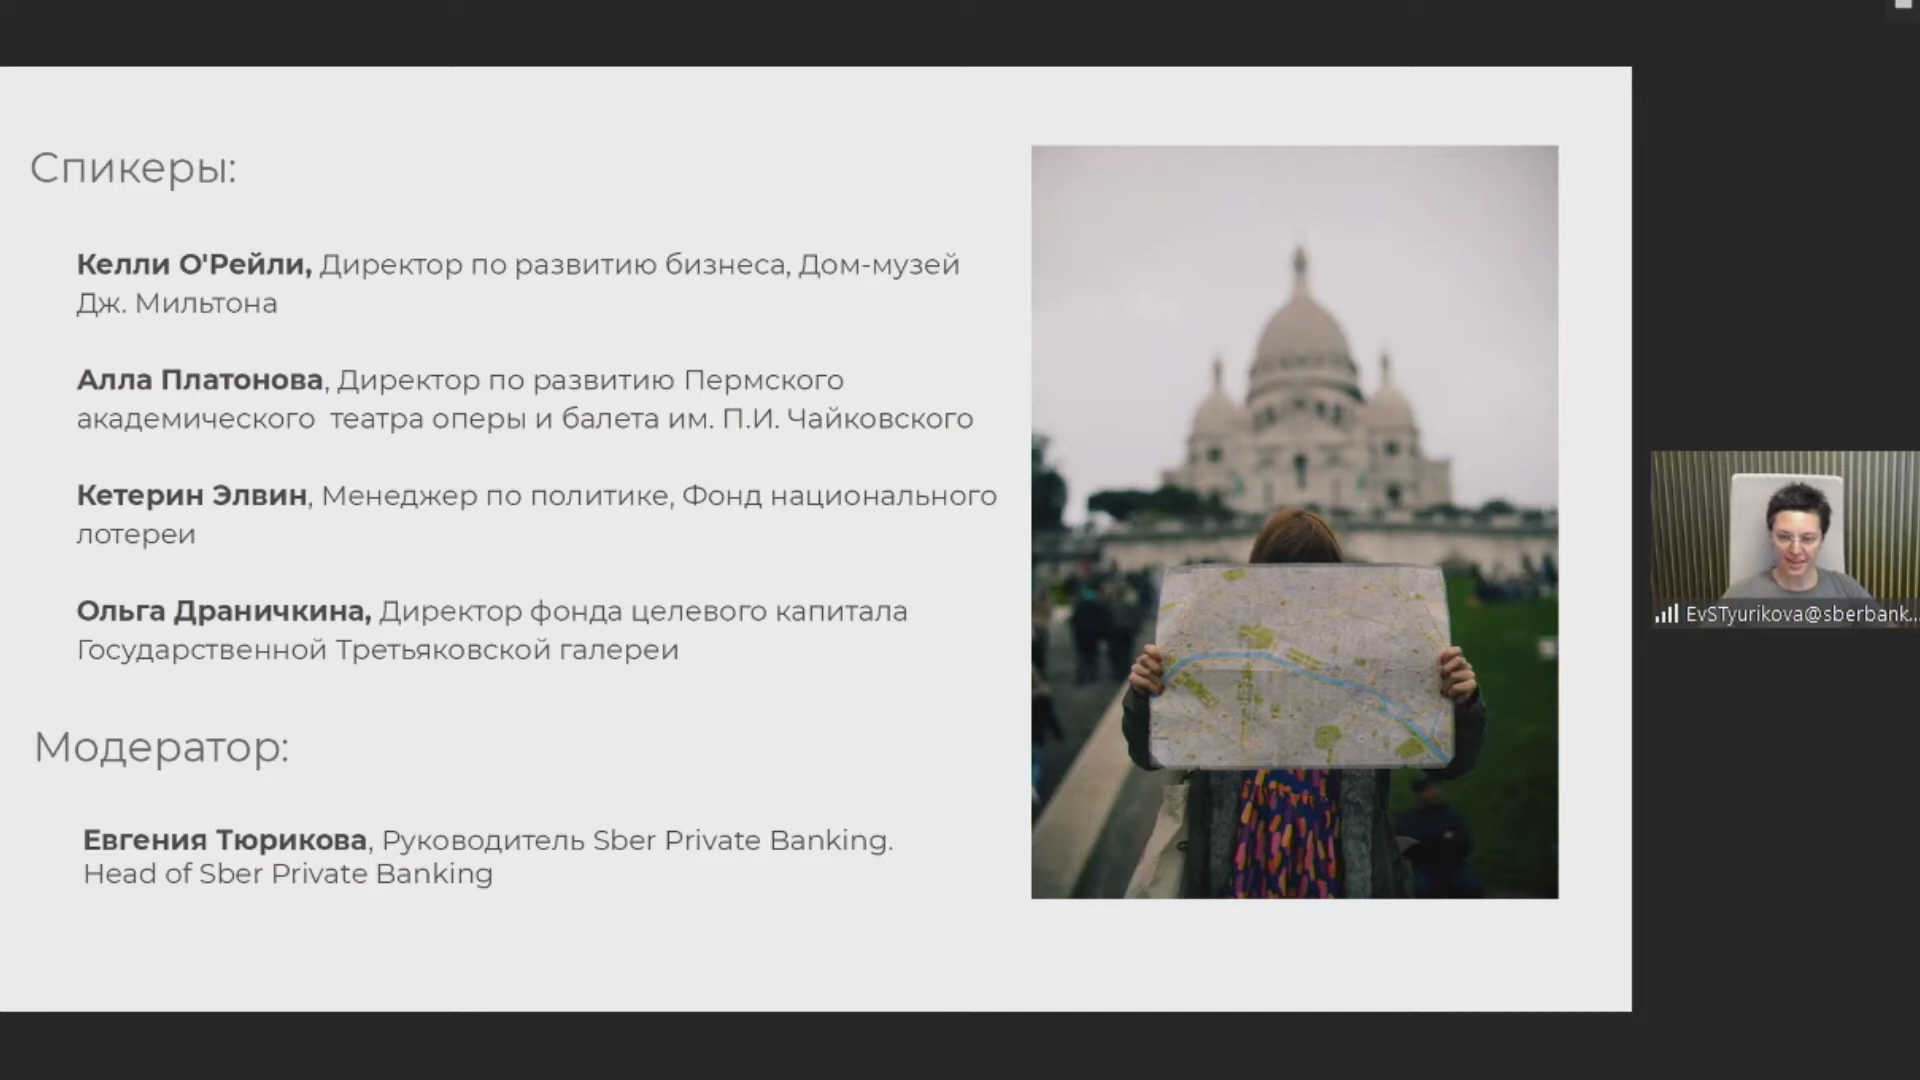 Спикеры:
Келли О'Рейли, Директор по развитию бизнеса, Дом-музей
Дж. Мильтона
Алла Платонова, Директор по развитию Пермского
академического театра оперы и балета им. П.И. Чайковского
Кетерин Элвин, Менеджер по политике, Фонд национального
лотереи
Ольга Драничкина, Директор фонда целевого капитала
Государственной Третьяковской галереи
Модератор:
Евгения Тюрикова, Руководитель Sber Private Banking.
Head of Sber Private Banking
EvSTyurikova@sberbank...